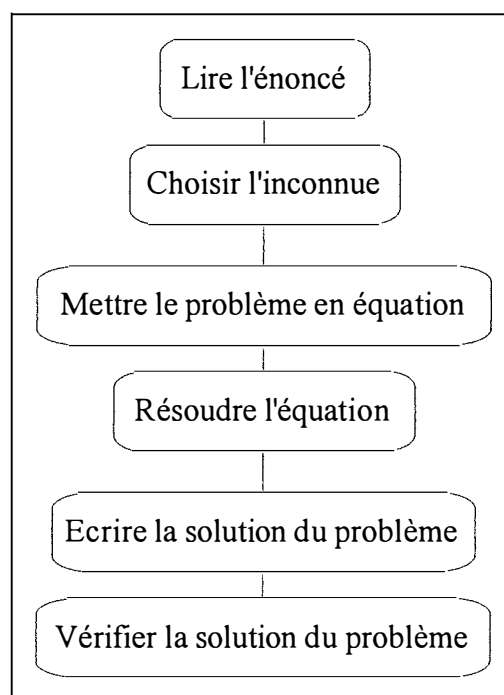 Lire l'énoncé
Choisir l'inconnue
Mettre le problème en équation
Résoudre l'équation
Ecrire la solution du problème
Vérifier la solution du problème